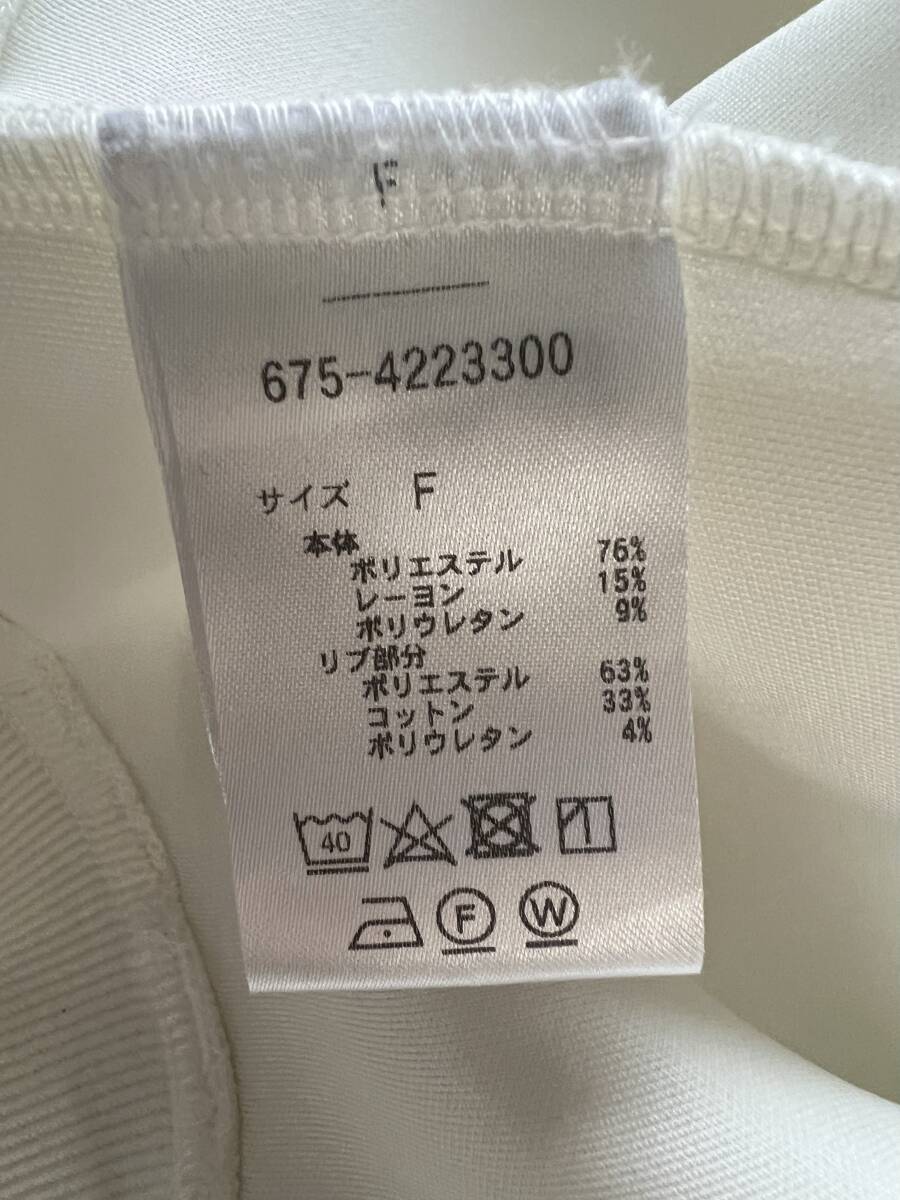 F
675-4223300
サイズ F
本体
ポリエステル 76%
レーヨン 15%
ポリウレタン 9%
リブ部分
ポリエステル 63%
コットン 33%
ポリウレタン 4%
40
F W